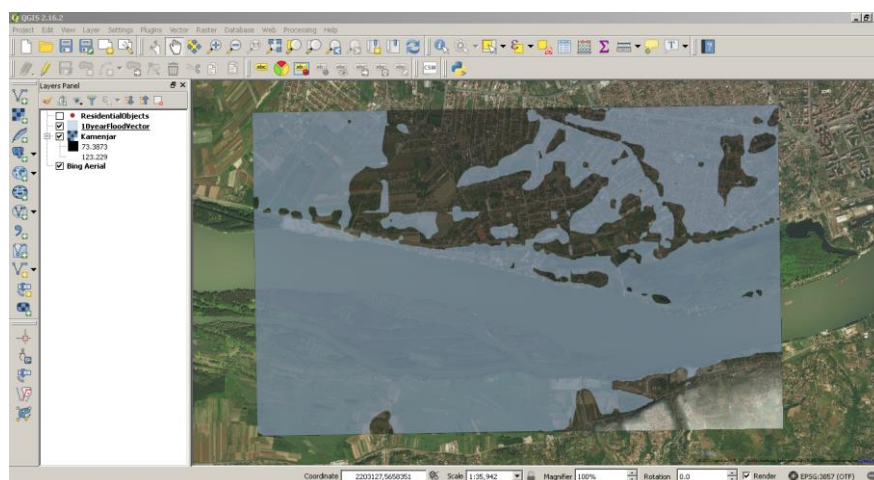 QGIS 2.16.2
Project Edit View Layer Settings Plugins Vector Raster Database Web Processing Help
Layers Panel
ResidentialObjects
10yearFloodVector
Kamenjar
73.3873
123.229
Bing Aerial
Coordinate 2203127,5658351 Scale 1:35,942 Magnifier 100% Rotation 0.0 Render EPSG:3857 (OTF)